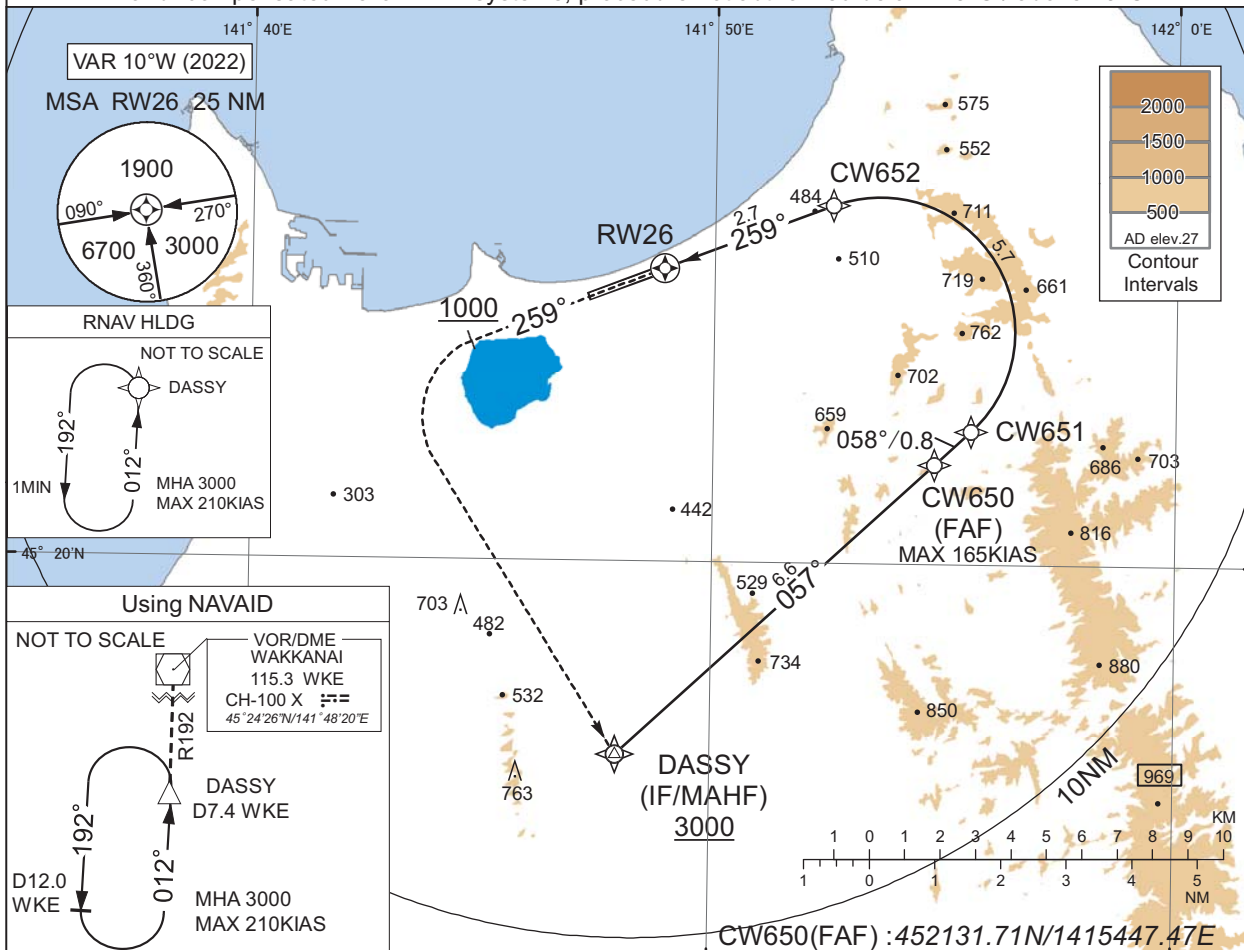 141° 40'E
141° 50'E
142° 0'E
VAR 10°W (2022)
MSA RW26 25 NM
1900
090°
270°
6700
3000
360°
2000
1500
1000
500
AD elev.27
Contour
Intervals
575
552
CW652
484
711
2.7
259°
RW26
510
5.7
719
661
1000
259°
762
702
659
058°/0.8
CW651
686
703
CW650
(FAF)
MAX 165KIAS
816
303
442
RNAV HLDG
NOT TO SCALE
DASSY
192°
012°
1MIN
MHA 3000
MAX 210KIAS
45° 20'N
529
6.6
057°
703
482
734
532
880
850
763
DASSY
(IF/MAHF)
3000
10NM
969
Using NAVAID
NOT TO SCALE
VOR/DME
WAKKANAI
115.3 WKE
CH-100 X
45°24'26"N/141°48'20"E
R192
DASSY
D7.4 WKE
192°
012°
D12.0
WKE
MHA 3000
MAX 210KIAS
KM
1 0 1 2 3 4 5 6 7 8 9 10
1 0 1 2 3 4 5
NM
CW650(FAF) :452131.71N/1415447.47E